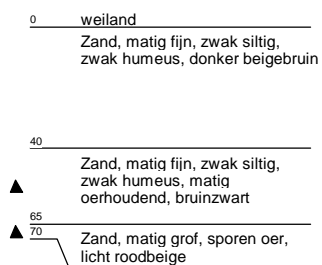 0 weiland
Zand, matig fijn, zwak siltig,
zwak humeus, donker beigebruin
40
Zand, matig fijn, zwak siltig,
zwak humeus, matig
oerhoudend, bruinzwart
65
70
Zand, matig grof, sporen oer,
licht roodbeige